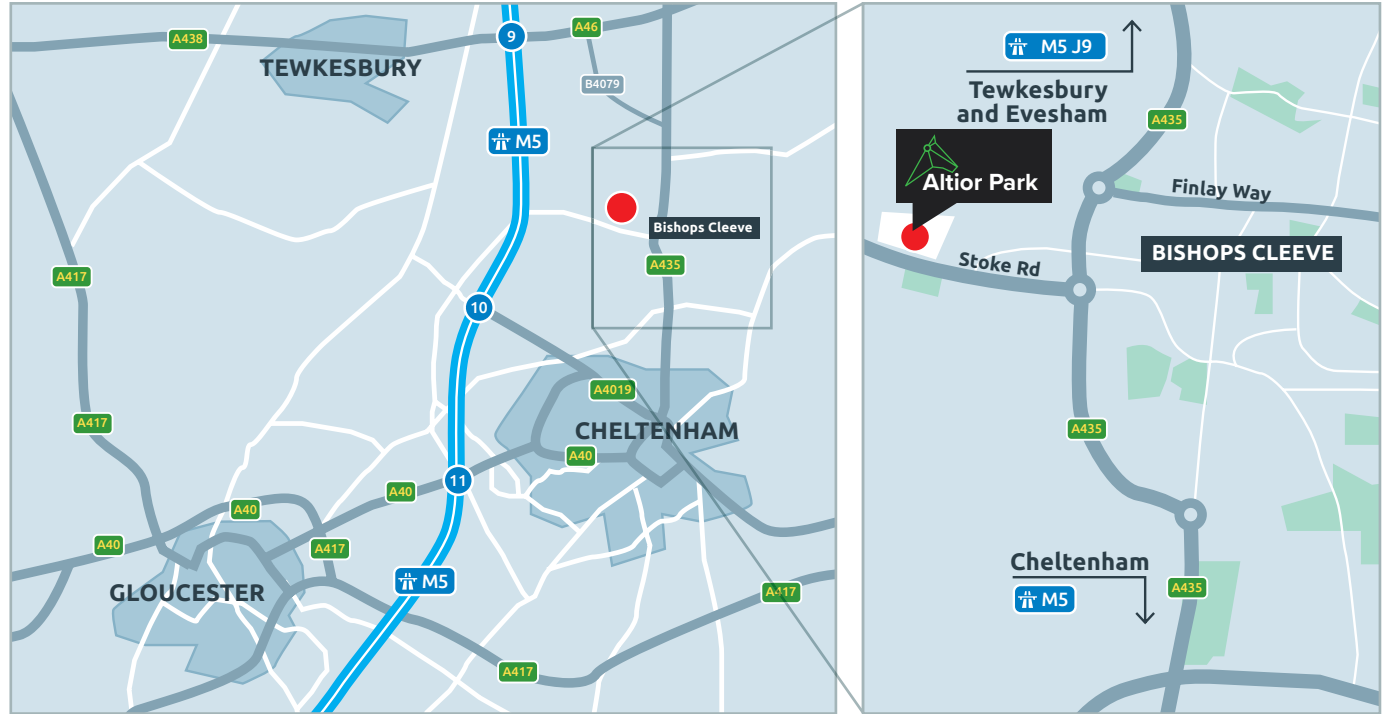 A438
9
A46
TEWKESBURY
B4079
M5
Bishops Cleeve
A435
A417
10
A4019
A417
CHELTENHAM
A40
11
A40
A40
A40
A417
M5
GLOUCESTER
A417
A417
M5 J9
Tewkesbury
and Evesham
A435
Altior Park
Finlay Way
BISHOPS CLEEVE
Stoke Rd
A435
Cheltenham
M5
A435